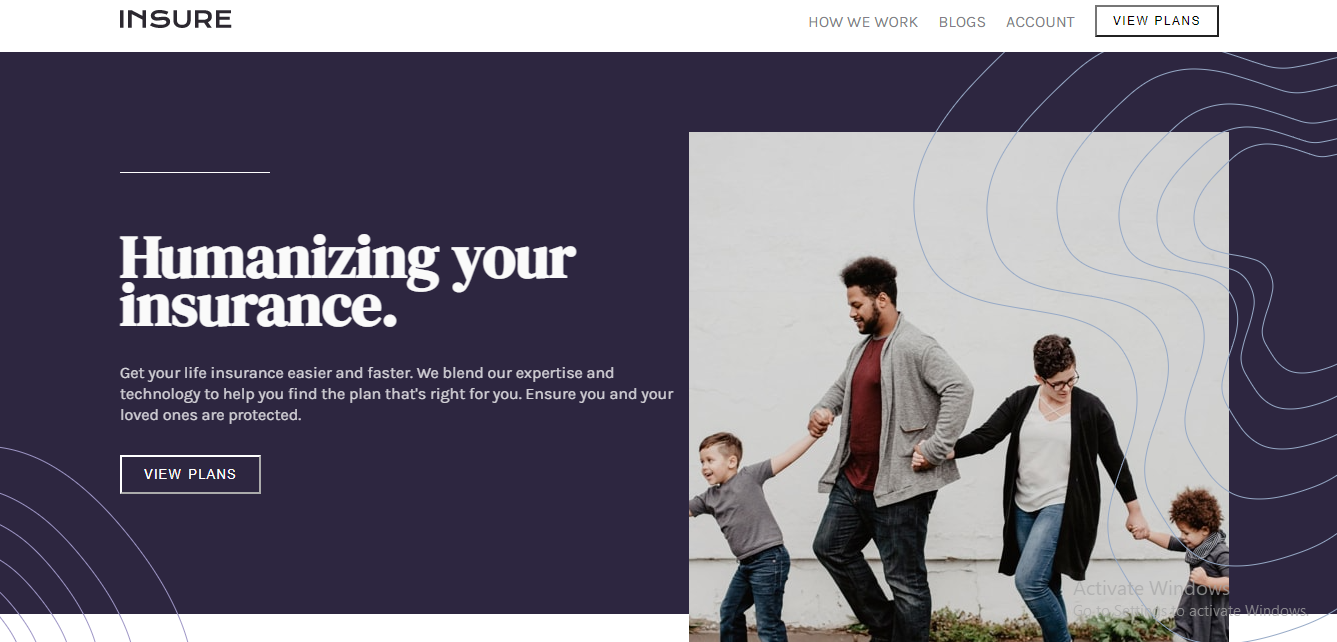 INSURE
HOW WE WORK
BLOGS
ACCOUNT
VIEW PLANS
Humanizing your
insurance.
Get your life insurance easier and faster. We blend our expertise and
technology to help you find the plan that's right for you. Ensure you and your
loved ones are protected.
VIEW PLANS
Activate Windows
Go to Settings to activate Windows.